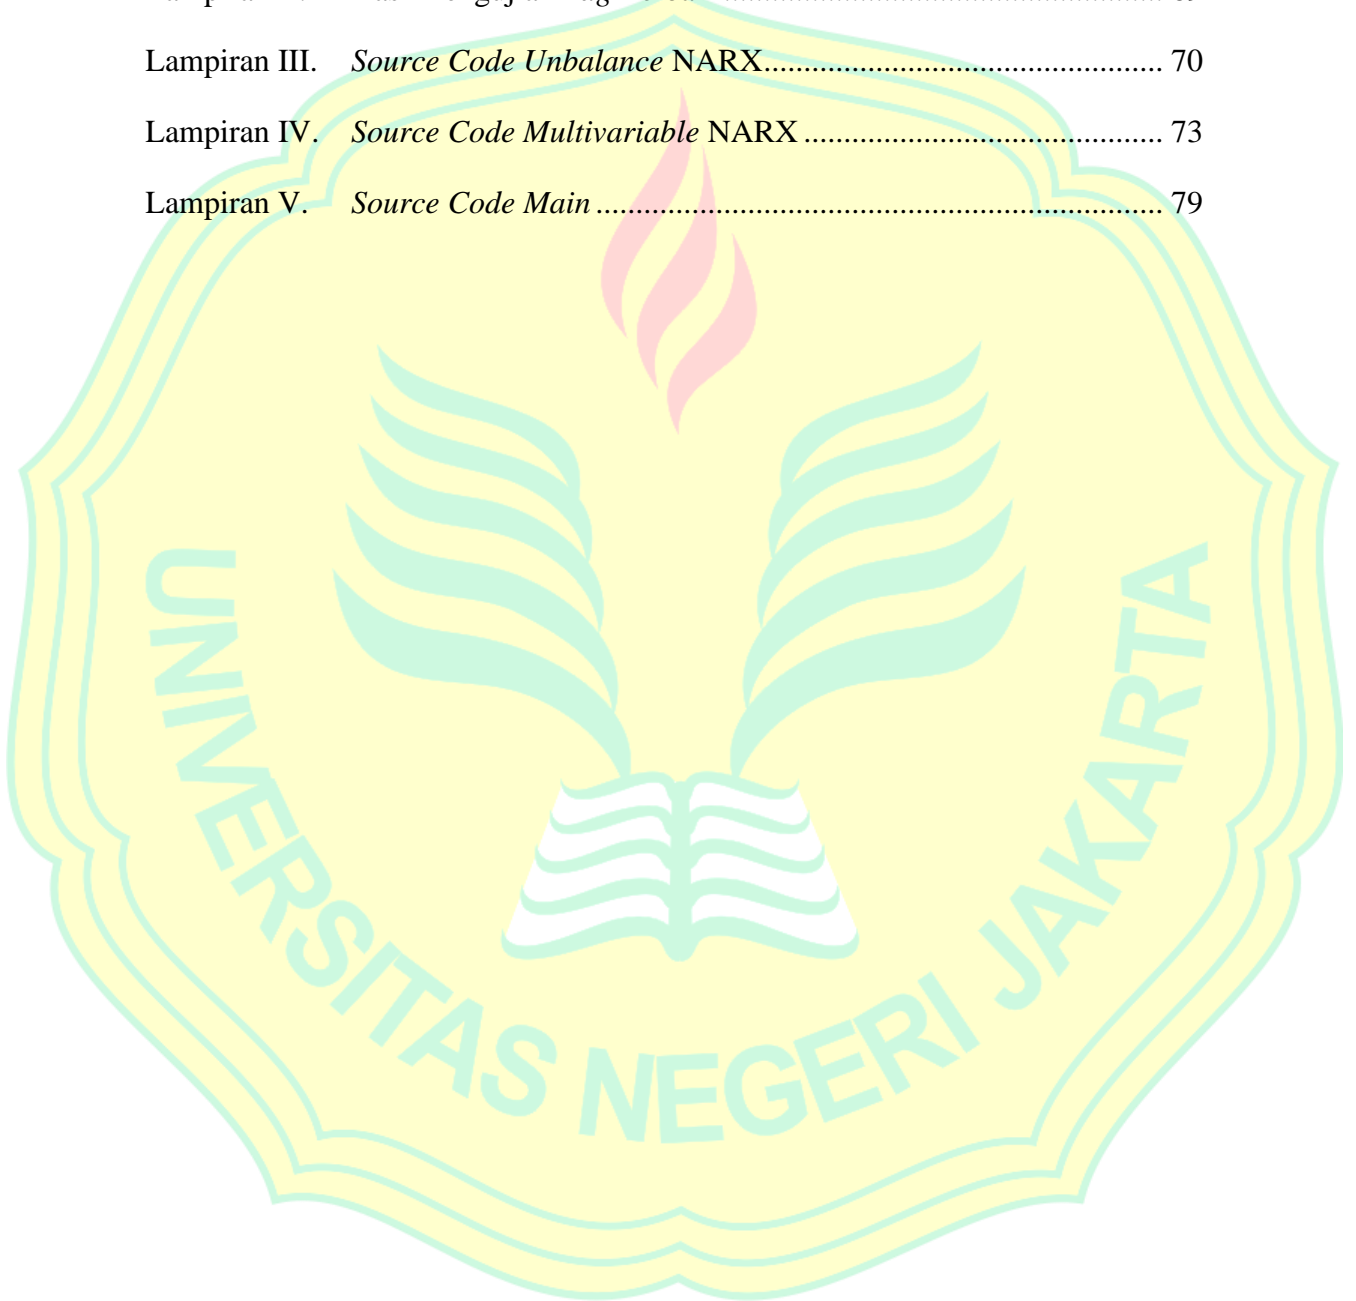 Lampiran III. Source Code Unbalance NARX.................................................. 70
Lampiran IV. Source Code Multivariable NARX ............................................. 73
Lampiran V. Source Code Main ....................................................................... 79
UNIVERSITAS NEGERI JAKARTA